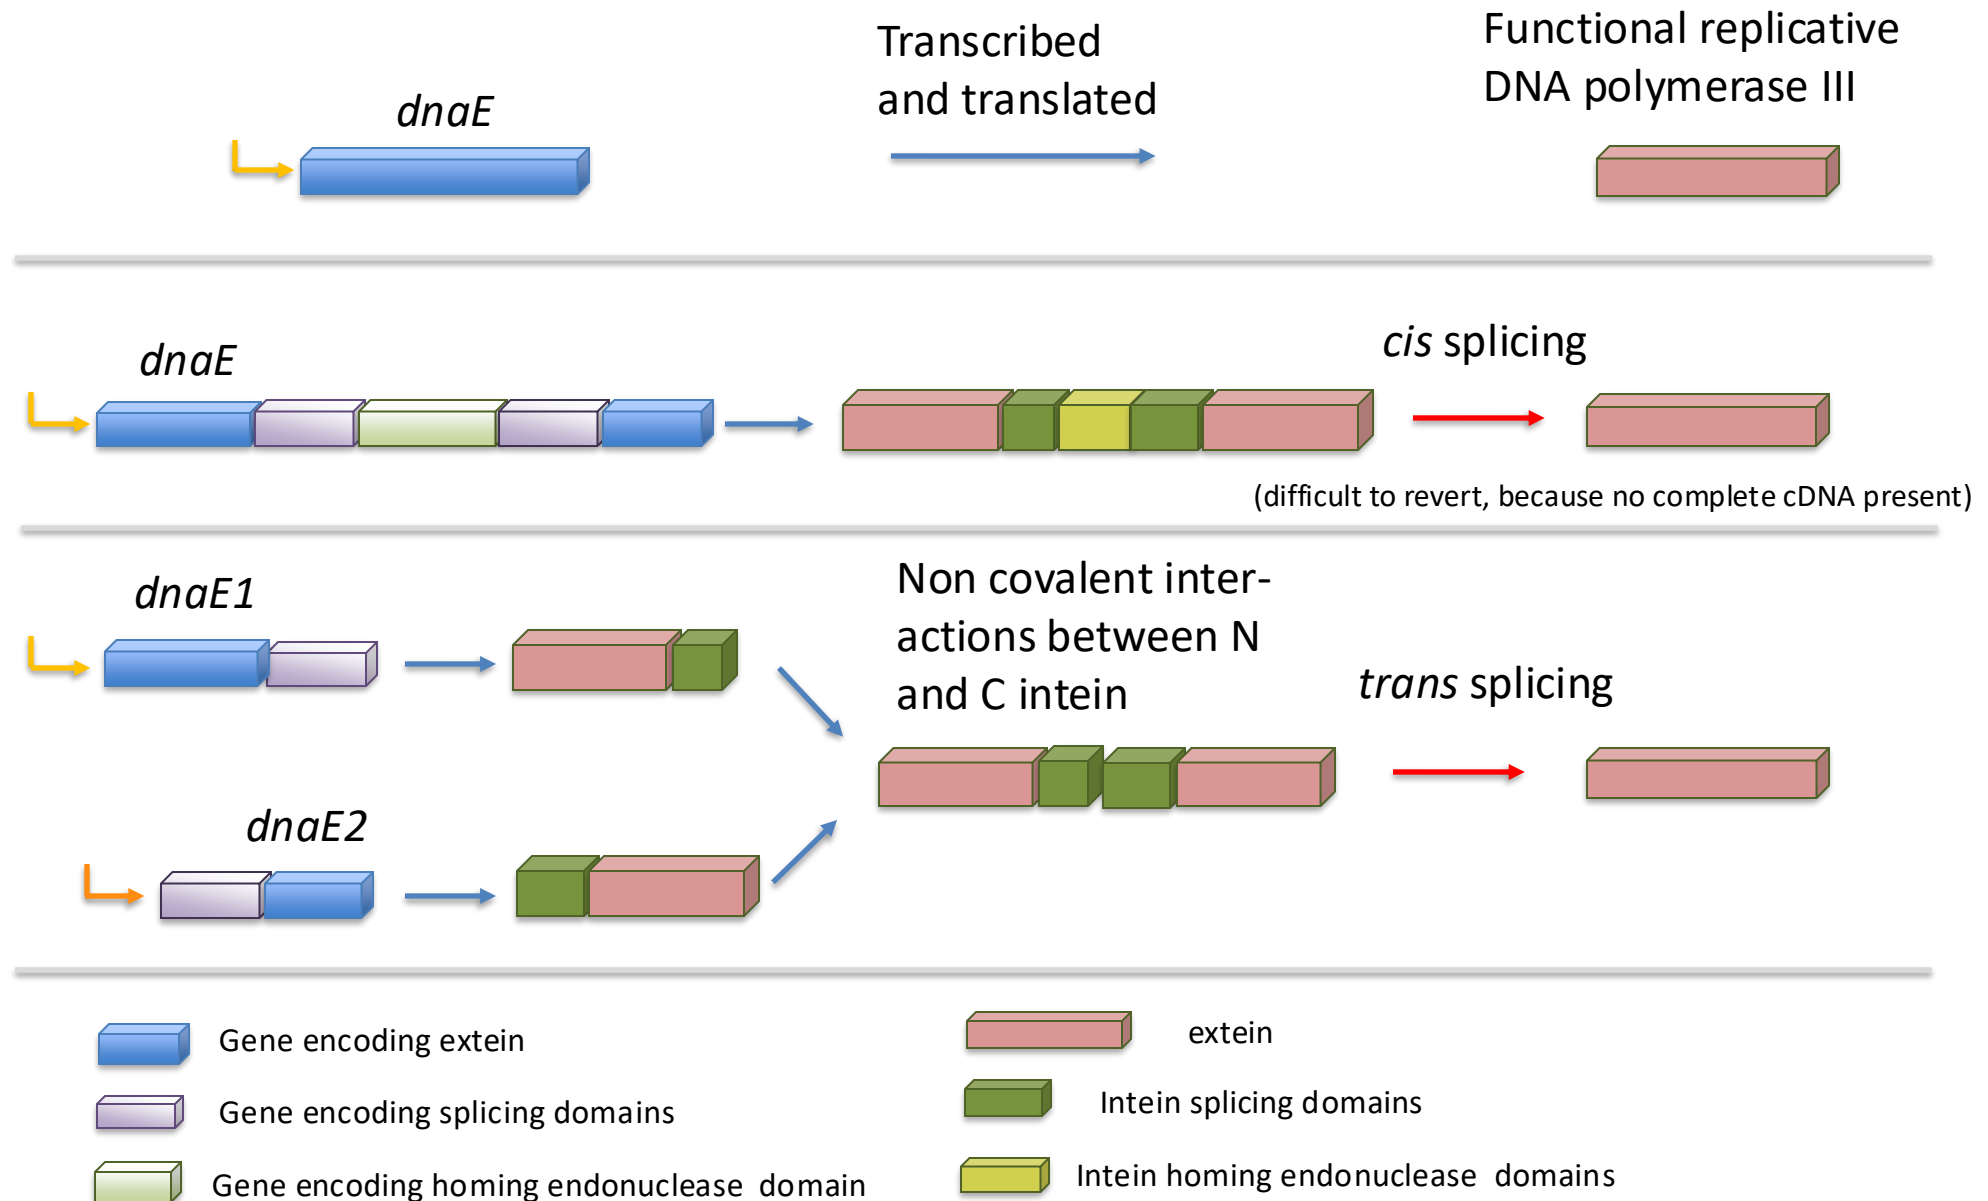 Transcribed
and translated
Functional replicative
DNA polymerase III
dnaE
dnaE
cis splicing
(difficult to revert, because no complete cDNA present)
dnaE1
Non covalent inter-
actions between N
and C intein
trans splicing
dnaE2
Gene encoding extein
extein
Gene encoding splicing domains
Intein splicing domains
Gene encoding homing endonuclease domain
Intein homing endonuclease domains